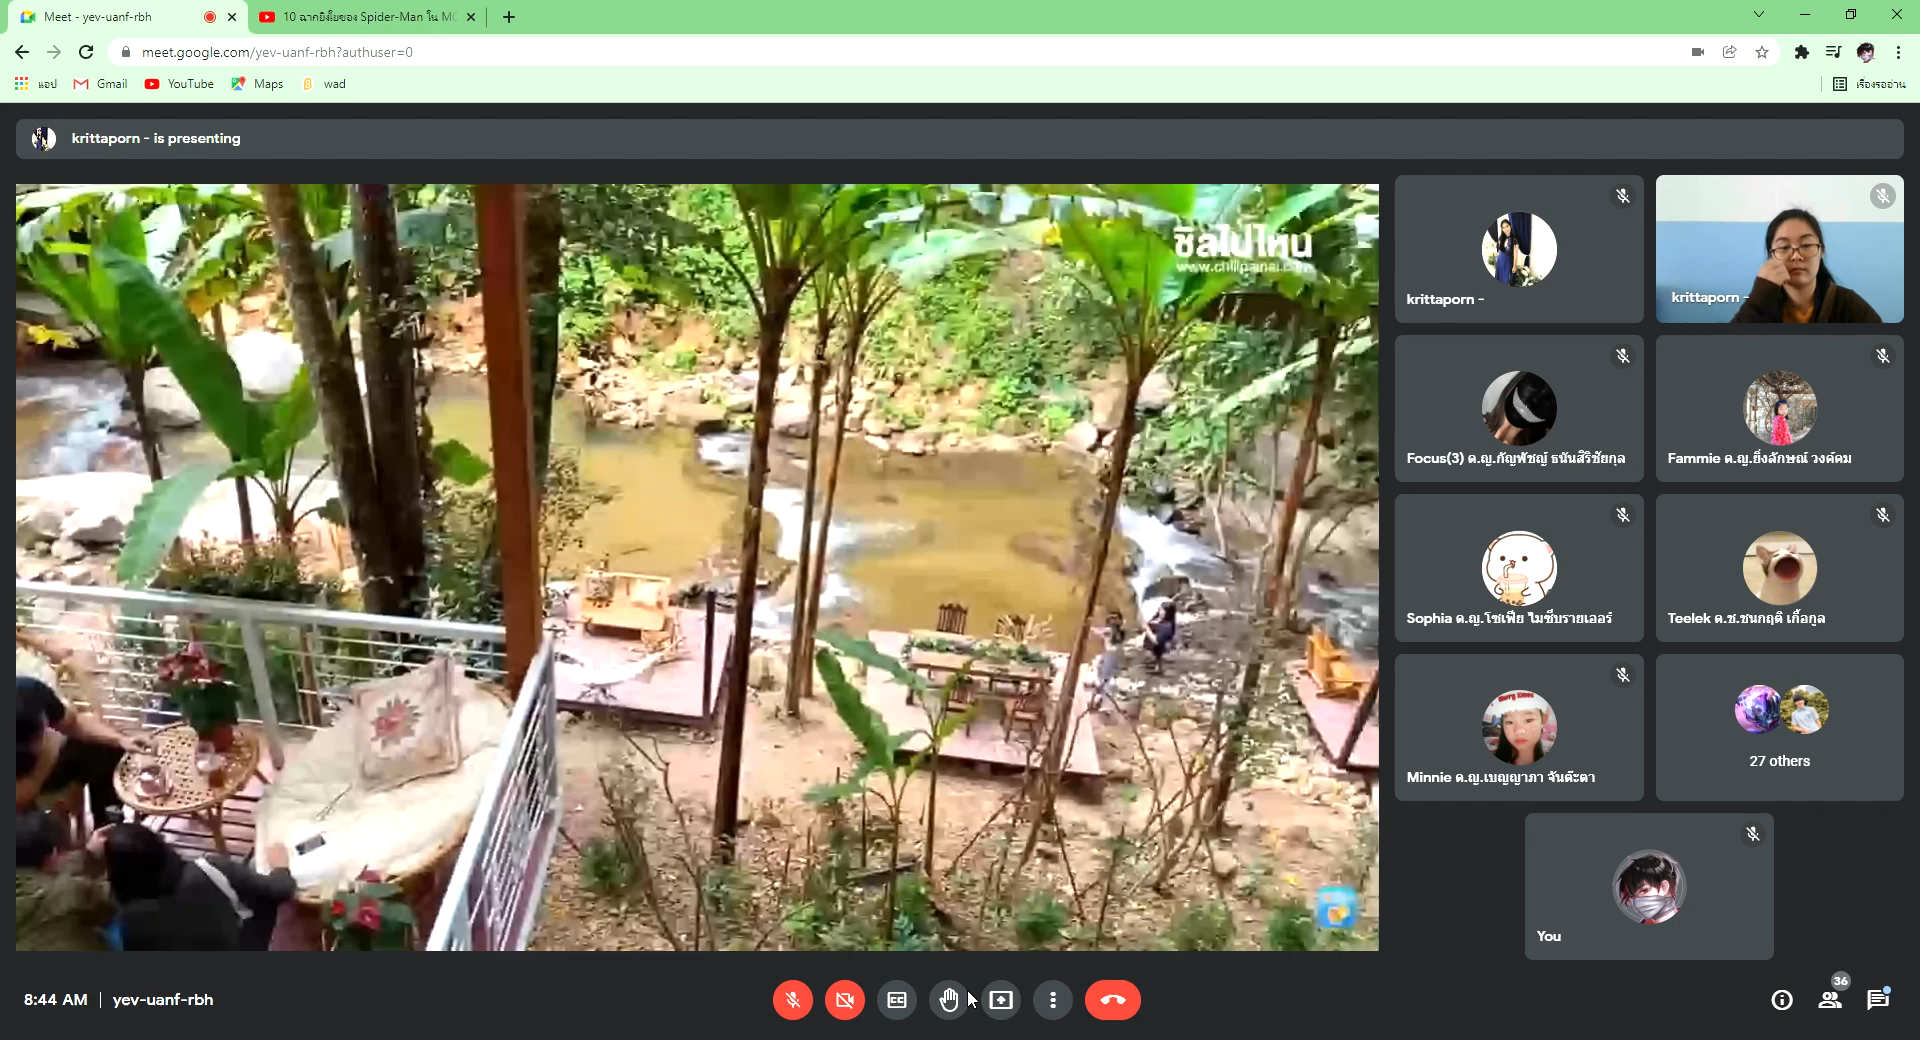 Meet - yev-uanf-rbh
10 ฉากยิงใยของ Spider-Man ใน MC
meet.google.com/yev-uanf-rbh?authuser=0
แอป
Gmail
YouTube
Maps
wad
เรื่องรออ่าน
krittaporn - is presenting
ชิลไปไหน
www.chillpainai.com
krittaporn -
krittaporn -
Focus(3) ด.ญ.กัญพัชญ์ ธนันสิริชัยกุล
Fammie ด.ญ.ยิ่งลักษณ์ วงค์คม
Sophia ด.ญ.โซเฟีย ไมซ์บรายเออร์
Teelek ด.ช.ชนกฤติ เกื้อกูล
Merry Xmas
Minnie ด.ญ.เบญญาภา จันต๊ะตา
27 others
You
8:44 AM | yev-uanf-rbh
36